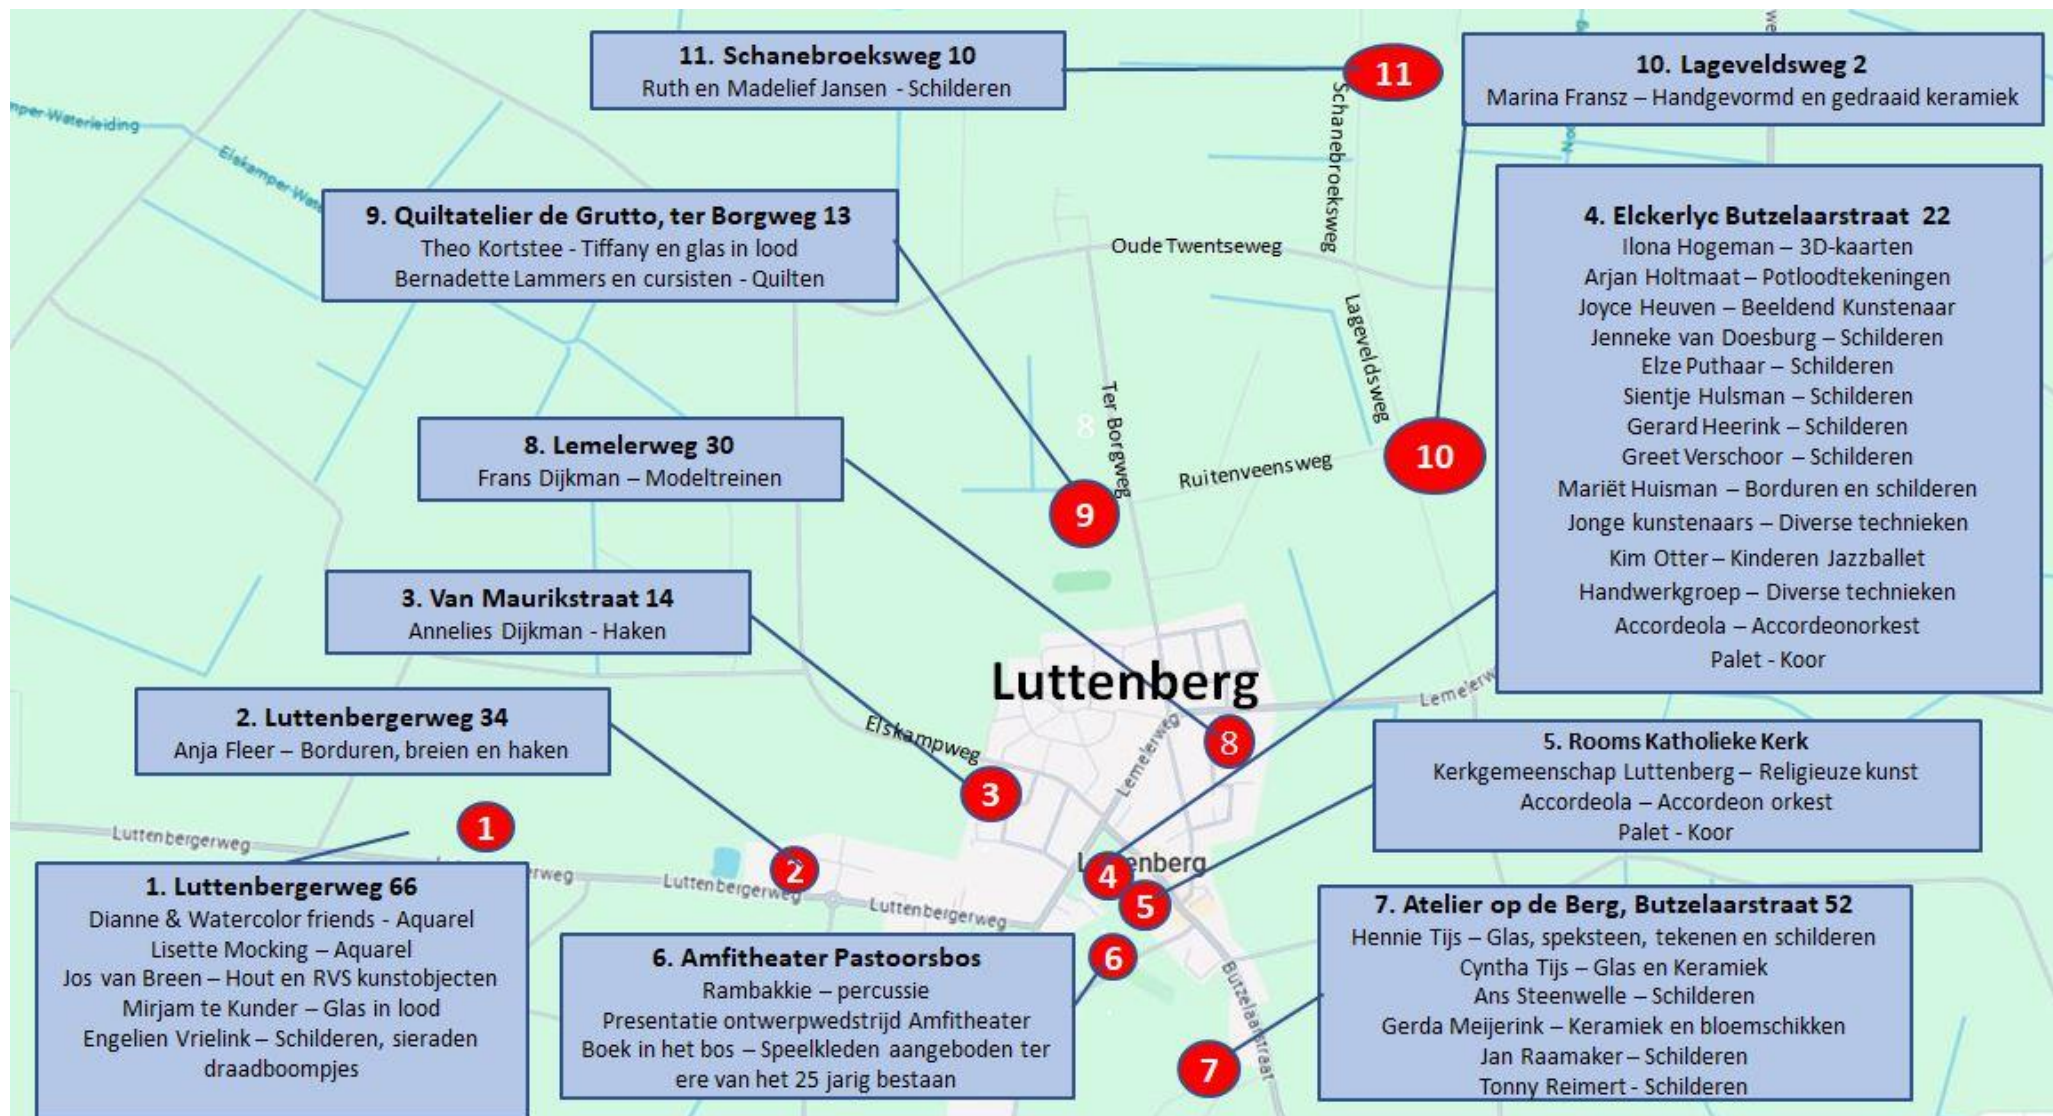 11. Schanebroeksweg 10
Ruth en Madelief Jansen - Schilderen
11
10. Lageveldsweg 2
Marina Fransz – Handgevormd en gedraaid keramiek
per Waterleiding
Elskamper Wate
Schanebroeksweg
9. Quiltatelier de Grutto, ter Borgweg 13
Theo Kortstee - Tiffany en glas in lood
Bernadette Lammers en cursisten - Quilten
Oude Twentseweg
4. Elckerlyc Butzelaarstraat 22
Ilona Hogeman – 3D-kaarten
Arjan Holtmaat – Potloodtekeningen
Joyce Heuven – Beeldend Kunstenaar
Jenneke van Doesburg – Schilderen
Elze Puthaar – Schilderen
Sientje Hulsman – Schilderen
Gerard Heerink – Schilderen
Greet Verschoor – Schilderen
Mariët Huisman – Borduren en schilderen
Jonge kunstenaars – Diverse technieken
Kim Otter – Kinderen Jazzballet
Handwerkgroep – Diverse technieken
Accordeola – Accordeonorkest
Palet - Koor
Lageveldsweg
Ter Borgweg
8
8. Lemelerweg 30
Frans Dijkman – Modeltreinen
10
Ruitenveensweg
9
3. Van Maurikstraat 14
Annelies Dijkman - Haken
Luttenberg
Lemelerw
2. Luttenbergerweg 34
Anja Fleer – Borduren, breien en haken
Elskampweg
Lemelerweg
8
3
5. Rooms Katholieke Kerk
Kerkgemeenschap Luttenberg – Religieuze kunst
Accordeola – Accordeon orkest
Palet - Koor
1
Luttenbergerweg
erweg
2
Luttenbergerweg
Luttenbergerweg
L enberg
4
5
1. Luttenbergerweg 66
Dianne & Watercolor friends - Aquarel
Lisette Mocking – Aquarel
Jos van Breen – Hout en RVS kunstobjecten
Mirjam te Kunder – Glas in lood
Engelien Vrielink – Schilderen, sieraden
draadboompjes
6. Amfitheater Pastoorsbos
Rambakkie – percussie
Presentatie ontwerpwedstrijd Amfitheater
Boek in het bos – Speelkleden aangeboden ter
ere van het 25 jarig bestaan
6
Butzelaarstraat
7
7. Atelier op de Berg, Butzelaarstraat 52
Hennie Tijs – Glas, speksteen, tekenen en schilderen
Cyntha Tijs – Glas en Keramiek
Ans Steenwelle – Schilderen
Gerda Meijerink – Keramiek en bloemschikken
Jan Raamaker – Schilderen
Tonny Reimert - Schilderen